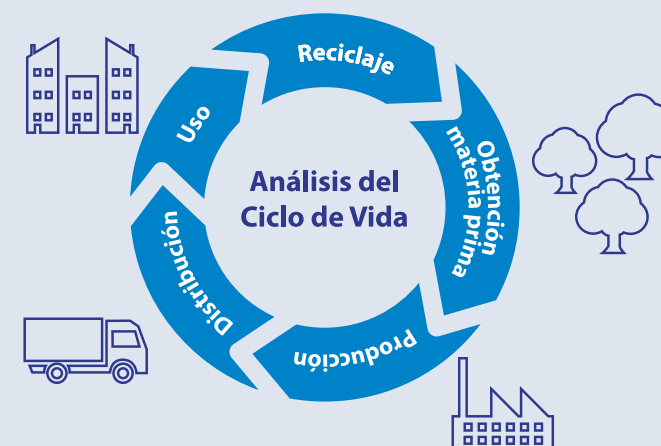 Análisis del
Ciclo de Vida
Reciclaje
Obtención
materia prima
Producción
Distribución
Uso